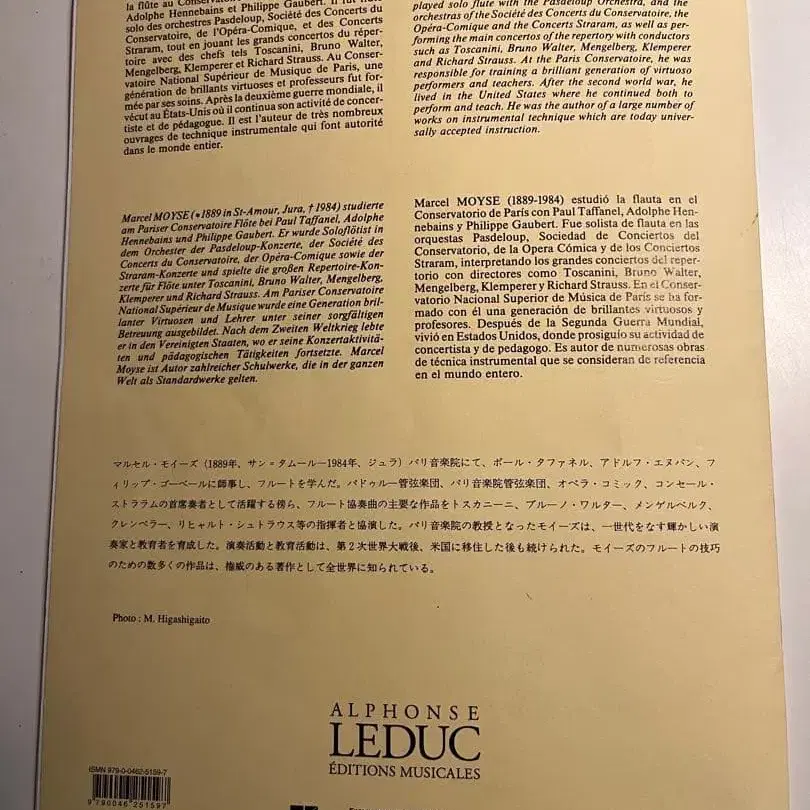 la flûte au Conservatoire
Adolphe Hennebains et Philippe Gaubert. Il fut flûte
solo des orchestres Pasdeloup, Société des Concerts du
Conservatoire, de l'Opéra-Comique, et des Concerts
Straram, tout en jouant les grands concertos du réper-
toire avec des chefs tels Toscanini, Bruno Walter,
Mengelberg, Klemperer et Richard Strauss. Au Conser-
vatoire National Supérieur de Musique de Paris, une
génération de brillants virtuoses et professeurs fut for-
mée par ses soins. Après la deuxième guerre mondiale, il
vécut au États-Unis où il continua son activité de concer-
tiste et de pédagogue. Il est l'auteur de très nombreux
ouvrages de technique instrumentale qui font autorité
dans le monde entier.
played solo flute with the Pasdeloup Orchestra, and the
orchestras of the Société des Concerts du Conservatoire, the
Opéra-Comique and the Concerts Straram, as well as per-
forming the main concertos of the repertory with conductors
such as Toscanini, Bruno Walter, Mengelberg, Klemperer
and Richard Strauss. At the Paris Conservatoire, he was
responsible for training a brilliant generation of virtuoso
performers and teachers. After the second world war, he
lived in the United States where he continued both to
perform and teach. He was the author of a large number of
works on instrumental technique which are today univer-
sally accepted instruction.
Marcel MOYSE (* 1889 in St-Amour, Jura, † 1984) studierte
am Pariser Conservatoire Flöte bei Paul Taffanel, Adolphe
Hennebains und Philippe Gaubert. Er wurde Soloflötist in
dem Orchester der Pasdeloup-Konzerte, der Société des
Concerts du Conservatoire, der Opéra-Comique sowie der
Straram-Konzerte und spielte die großen Repertoire-Kon-
zerte für Flöte unter Toscanini, Bruno Walter, Mengelberg,
Klemperer und Richard Strauss. Am Pariser Conservatoire
National Supérieur de Musique wurde eine Generation bril-
lanter Virtuosen und Lehrer unter seiner sorgfältigen
Betreuung ausgebildet. Nach dem Zweiten Weltkrieg lebte
er in den Vereinigten Staaten, wo er seine Konzertaktivitä-
ten und pädagogischen Tätigkeiten fortsetzte. Marcel
Moyse ist Autor zahlreicher Schulwerke, die in der ganzen
Welt als Standardwerke gelten.
Marcel MOYSE (1889-1984) estudió la flauta en el
Conservatorio de París con Paul Taffanel, Adolphe Hen-
nebains y Philippe Gaubert. Fue solista de flauta en las
orquestas Pasdeloup, Sociedad de Conciertos del
Conservatorio, de la Opera Cómica y de los Conciertos
Straram, interpretando los grandes conciertos del reper-
torio con directores como Toscanini, Bruno Walter,
Mengelberg, Klemperer y Richard Strauss. En el Conser-
vatorio Nacional Superior de Música de París se ha for-
mado con él una generación de brillantes virtuosos y
profesores. Después de la Segunda Guerra Mundial,
vivió en Estados Unidos, donde prosiguió su actividad de
concertista y de pedagogo. Es autor de numerosas obras
de técnica instrumental que se consideran de referencia
en el mundo entero.
マルセル・モイーズ（1889年、サン＝タムール―1984年、ジュラ）パリ音楽院にて、ポール・タファネル、アドルフ・エヌバン、フ
ィリップ・ゴーベールに師事し、フルートを学んだ。パドゥルー管弦楽団、パリ音楽院管弦楽団、オペラ・コミック、コンセール・
ストララムの首席奏者として活躍する傍ら、フルート協奏曲の主要な作品をトスカニーニ、ブルーノ・ワルター、メンゲルベルク、
クレンペラー、リヒャルト・シュトラウス等の指揮者と協演した。パリ音楽院の教授となったモイーズは、一世代をなす輝かしい演
奏家と教育者を育成した。演奏活動と教育活動は、第2次世界大戦後、米国に移住した後も続けられた。モイーズのフルートの技巧
のための数多くの作品は、権威のある著作として全世界に知られている。
Photo : M. Higashigaito
ALPHONSE
LEDUC
ÉDITIONS MUSICALES
ISMN 979-0-0462-5159-7
9 790046 251597